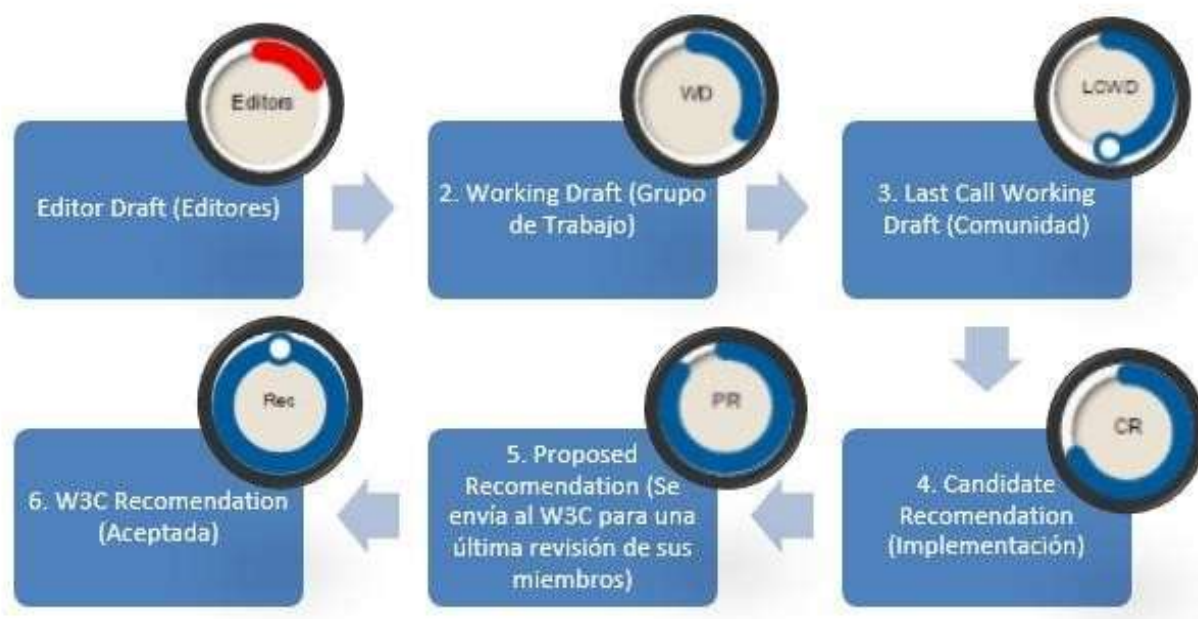 Editors
Editor Draft (Editores)
WD
2. Working Draft (Grupo
de Trabajo)
LCWD
3. Last Call Working
Draft (Comunidad)
CR
4. Candidate
Recomendation
(Implementación)
PR
5. Proposed
Recomendation (Se
envía al W3C para una
última revisión de sus
miembros)
Rec
6. W3C Recomendation
(Aceptada)